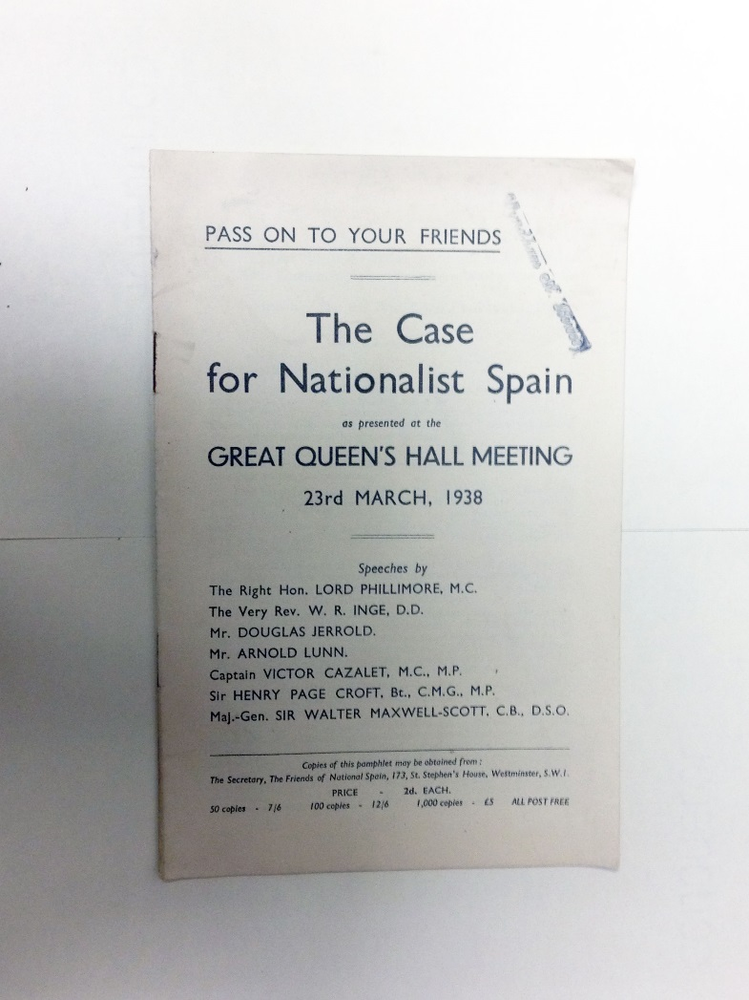 PASS ON TO YOUR FRIENDS
The Case
for Nationalist Spain
as presented at the
GREAT QUEEN'S HALL MEETING
23rd MARCH, 1938
Speeches by
The Right Hon. LORD PHILLIMORE, M.C.
The Very Rev. W. R. INGE, D.D.
Mr. DOUGLAS JERROLD.
Mr. ARNOLD LUNN.
Captain VICTOR CAZALET, M.C., M.P.
Sir HENRY PAGE CROFT, Bt., C.M.G., M.P.
Maj.-Gen. SIR WALTER MAXWELL-SCOTT, C.B., D.S.O.
Copies of this pamphlet may be obtained from :
The Secretary, The Friends of National Spain, 173, St. Stephen's House, Westminster, S.W.1.
PRICE - 2d. EACH.
50 copies - 7/6 100 copies - 12/6 1,000 copies - £5 ALL POST FREE